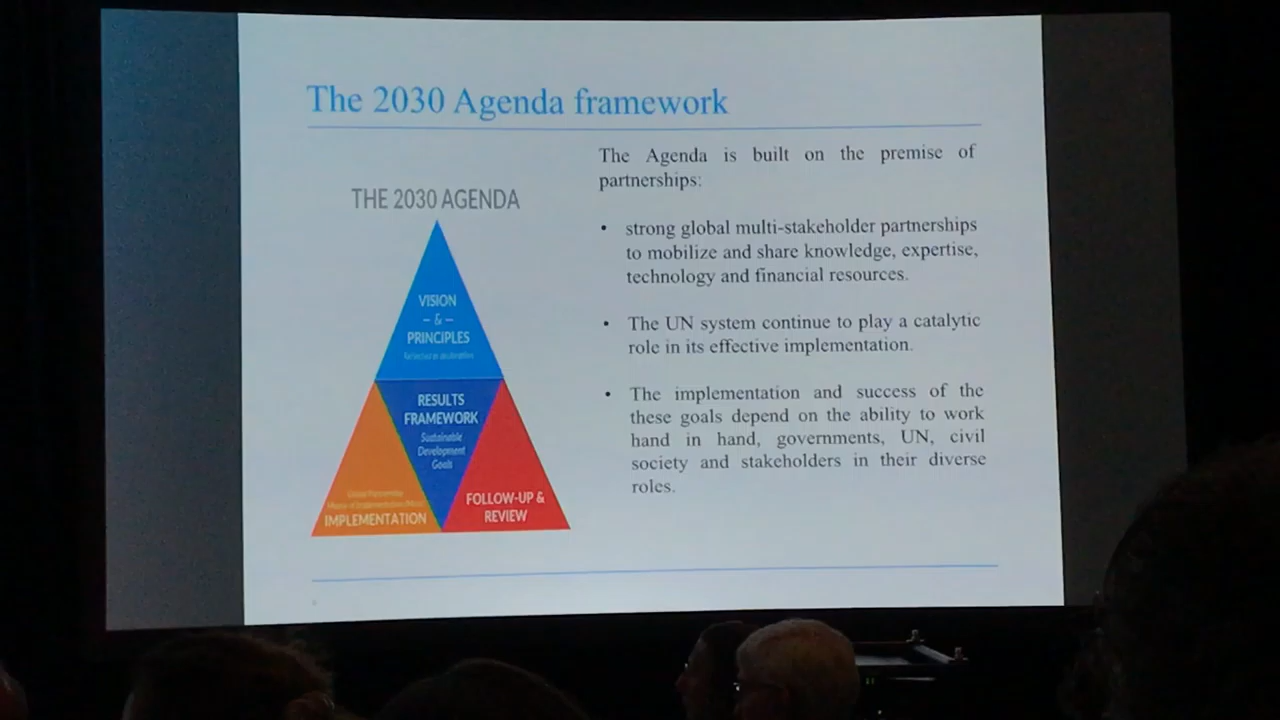 The 2030 Agenda framework
THE 2030 AGENDA
VISION
- & -
PRINCIPLES
RESULTS
FRAMEWORK
Sustainable
Development
Goals
IMPLEMENTATION
FOLLOW-UP &
REVIEW
The Agenda is built on the premise of
partnerships:
• strong global multi-stakeholder partnerships
to mobilize and share knowledge, expertise,
technology and financial resources.
• The UN system continue to play a catalytic
role in its effective implementation.
• The implementation and success of the
these goals depend on the ability to work
hand in hand, governments, UN, civil
society and stakeholders in their diverse
roles.